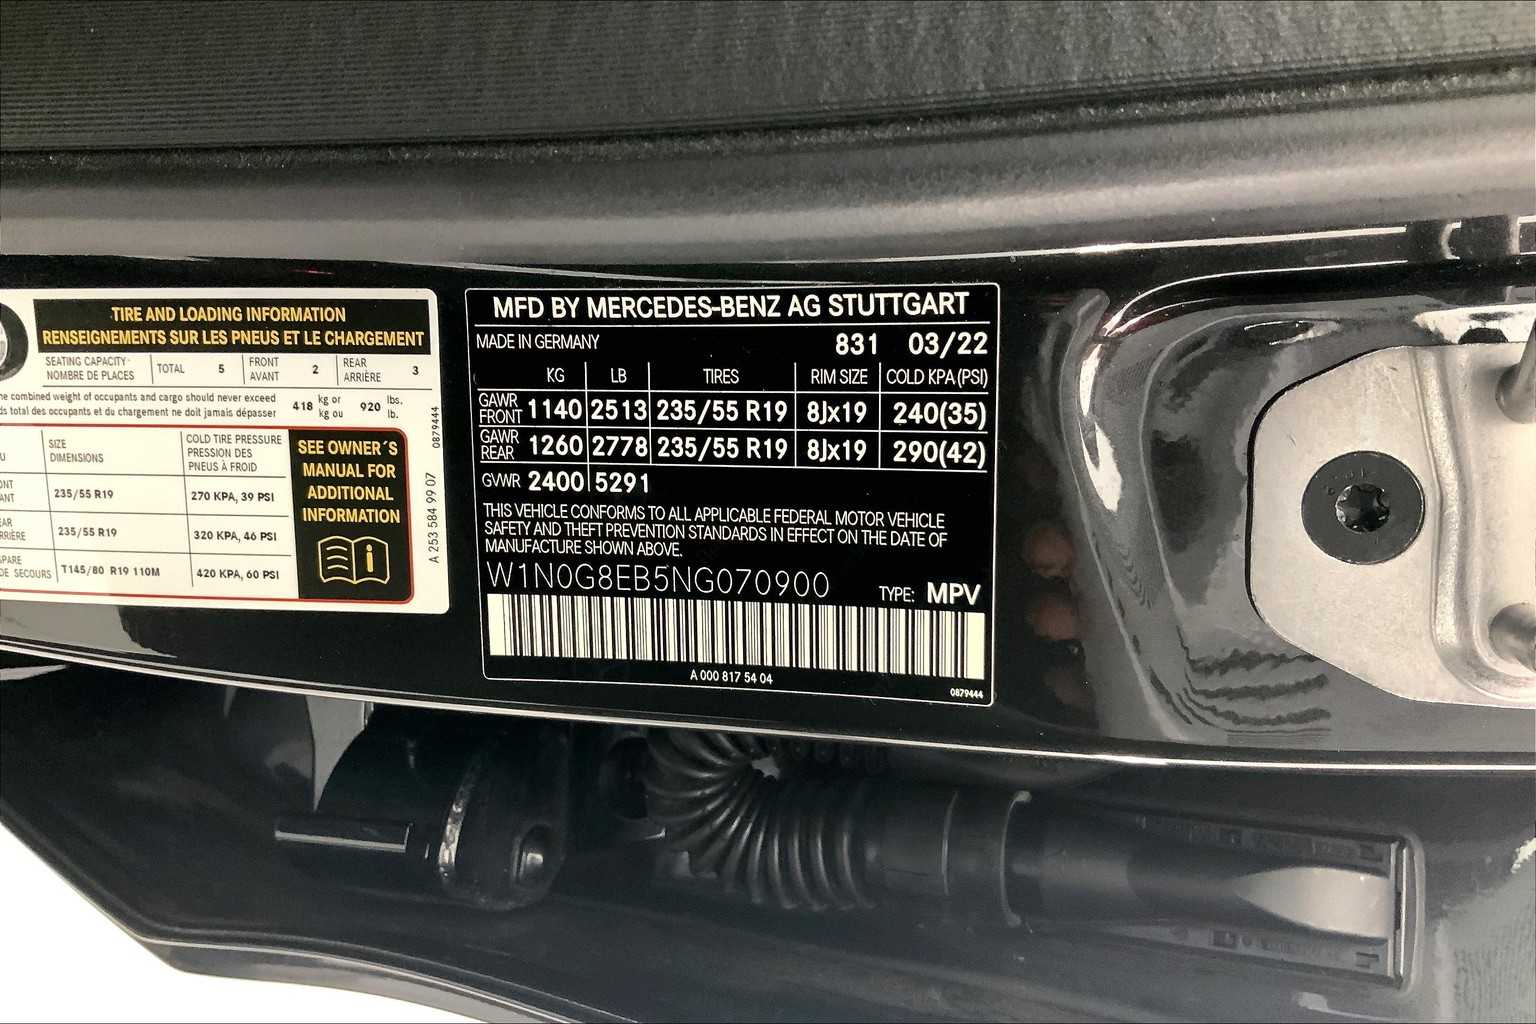 TIRE AND LOADING INFORMATION
RENSEIGNEMENTS SUR LES PNEUS ET LE CHARGEMENT
SEATING CAPACITY·
NOMBRE DE PLACES
TOTAL 5
FRONT
AVANT
2
REAR
ARRIÈRE
3
combined weight of occupants and cargo should never exceed
total des occupants et du chargement ne doit jamais dépasser
418 kg or
kg ou
920 lbs.
lb.
SIZE
DIMENSIONS
COLD TIRE PRESSURE
PRESSION DES
PNEUS À FROID
235/55 R19 270 KPA, 39 PSI
235/55 R19 320 KPA, 46 PSI
DE SECOURS T145/80 R19 110M 420 KPA, 60 PSI
SEE OWNER´S
MANUAL FOR
ADDITIONAL
INFORMATION
i
0879444
A 253 584 99 07
MFD BY MERCEDES-BENZ AG STUTTGART
MADE IN GERMANY 831 03/22
KG LB TIRES RIM SIZE COLD KPA (PSI)
GAWR
FRONT
1140 2513 235/55 R19 8Jx19 240(35)
GAWR
REAR
1260 2778 235/55 R19 8Jx19 290(42)
GVWR 2400 5291
THIS VEHICLE CONFORMS TO ALL APPLICABLE FEDERAL MOTOR VEHICLE
SAFETY AND THEFT PREVENTION STANDARDS IN EFFECT ON THE DATE OF
MANUFACTURE SHOWN ABOVE.
W1N0G8EB5NG070900 TYPE: MPV
A 000 817 54 04
0879444